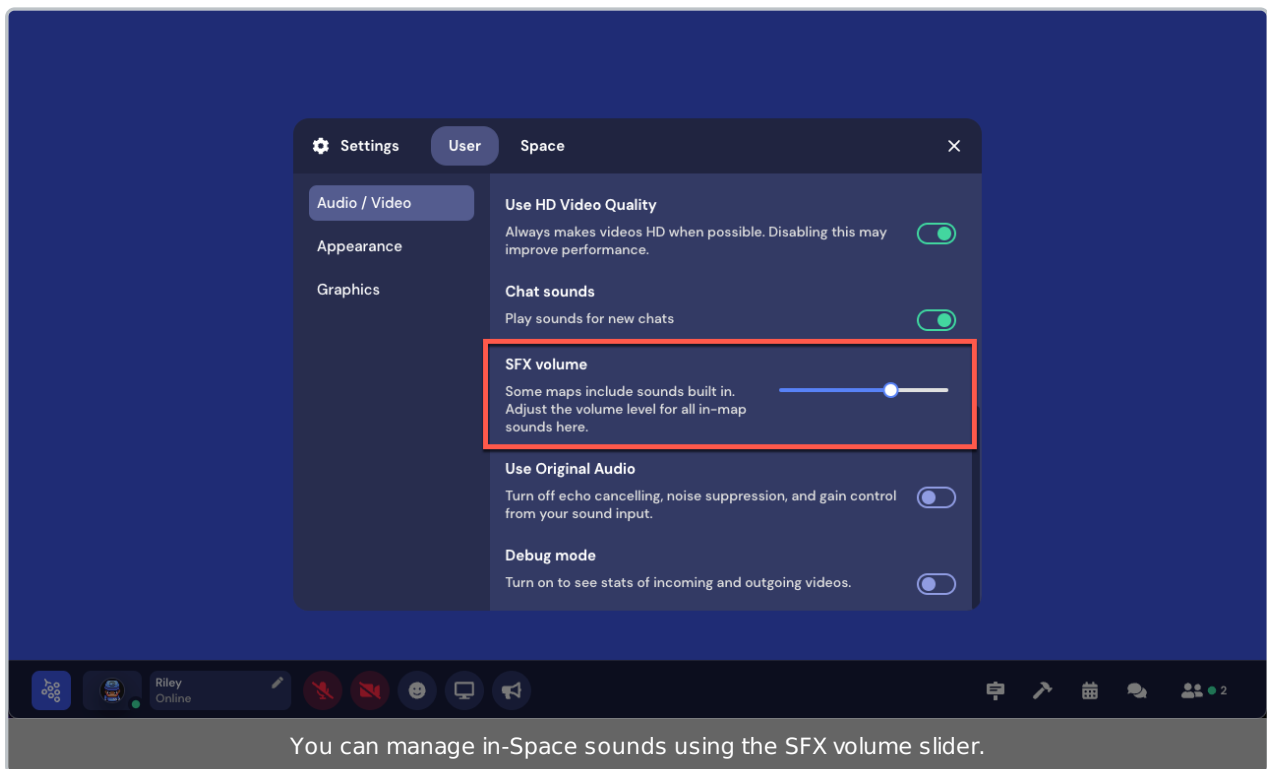 Settings
User
Space
Audio / Video
Appearance
Graphics
Use HD Video Quality
Always makes videos HD when possible. Disabling this may
improve performance.
Chat sounds
Play sounds for new chats
SFX volume
Some maps include sounds built in.
Adjust the volume level for all in-map
sounds here.
Use Original Audio
Turn off echo cancelling, noise suppression, and gain control
from your sound input.
Debug mode
Turn on to see stats of incoming and outgoing videos.
Riley
Online
2
You can manage in-Space sounds using the SFX volume slider.